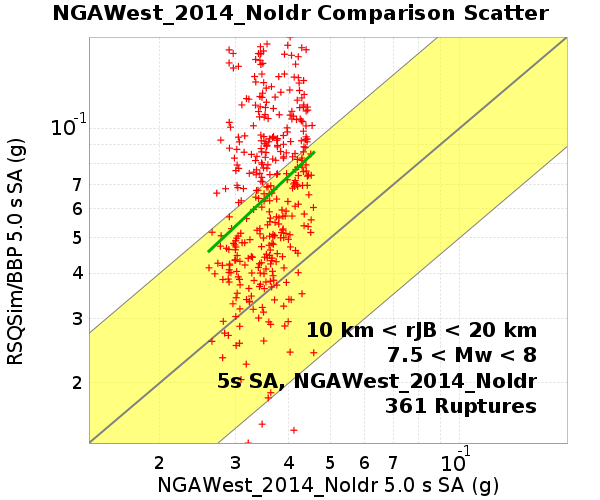 NGAWest_2014_NoIdr Comparison Scatter
RSQSim/BBP 5.0 s SA (g)
10-1
7
6
5
4
3
2
10 km < rJB < 20 km
7.5 < Mw < 8
5s SA, NGAWest_2014_NoIdr
361 Ruptures
2 3 4 5 6 7 10-1
NGAWest_2014_NoIdr 5.0 s SA (g)